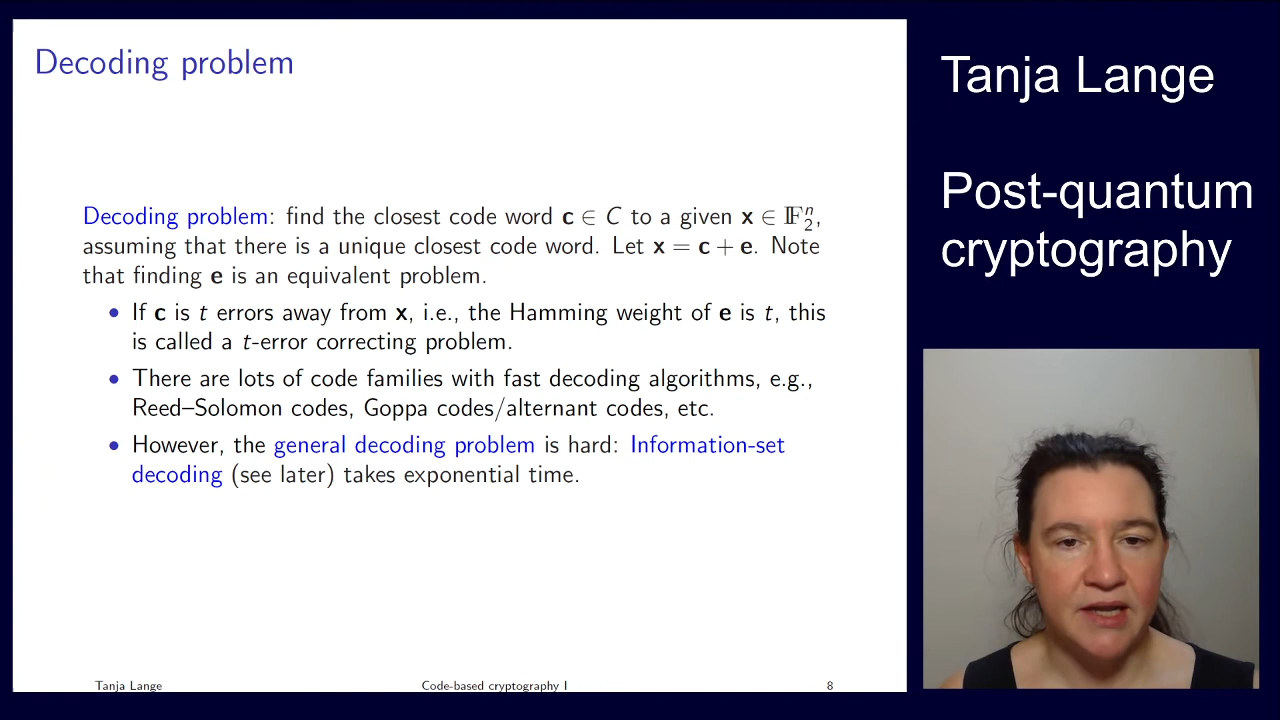 Decoding problem
Decoding problem: find the closest code word c ∈ C to a given x ∈ 𝔽₂ⁿ,
assuming that there is a unique closest code word. Let x = c + e. Note
that finding e is an equivalent problem.
• If c is t errors away from x, i.e., the Hamming weight of e is t, this
is called a t-error correcting problem.
• There are lots of code families with fast decoding algorithms, e.g.,
Reed–Solomon codes, Goppa codes/alternant codes, etc.
• However, the general decoding problem is hard: Information-set
decoding (see later) takes exponential time.
Tanja Lange
Code-based cryptography I
8
Tanja Lange
Post-quantum
cryptography